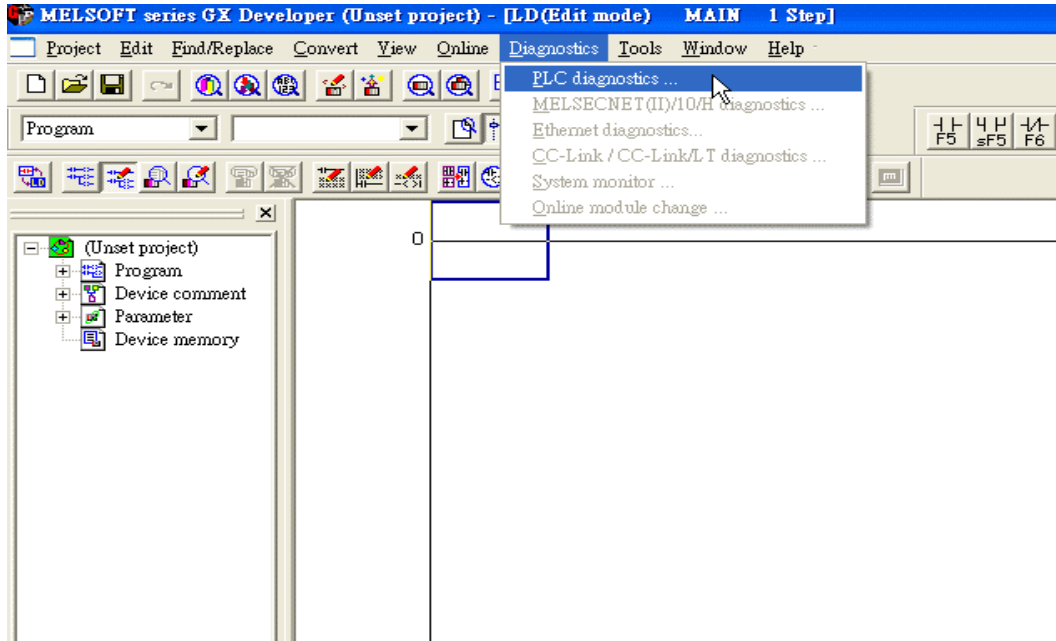 MELSOFT series GX Developer (Unset project) - [LD(Edit mode)    MAIN    1 Step]
Project Edit Find/Replace Convert View Online Diagnostics Tools Window Help
PLC diagnostics ...
MELSECNET(II)/10/H diagnostics ...
Ethernet diagnostics...
CC-Link / CC-Link/LT diagnostics ...
System monitor ...
Online module change ...
Program
F5 sF5 F6
(Unset project)
Program
Device comment
Parameter
Device memory
0